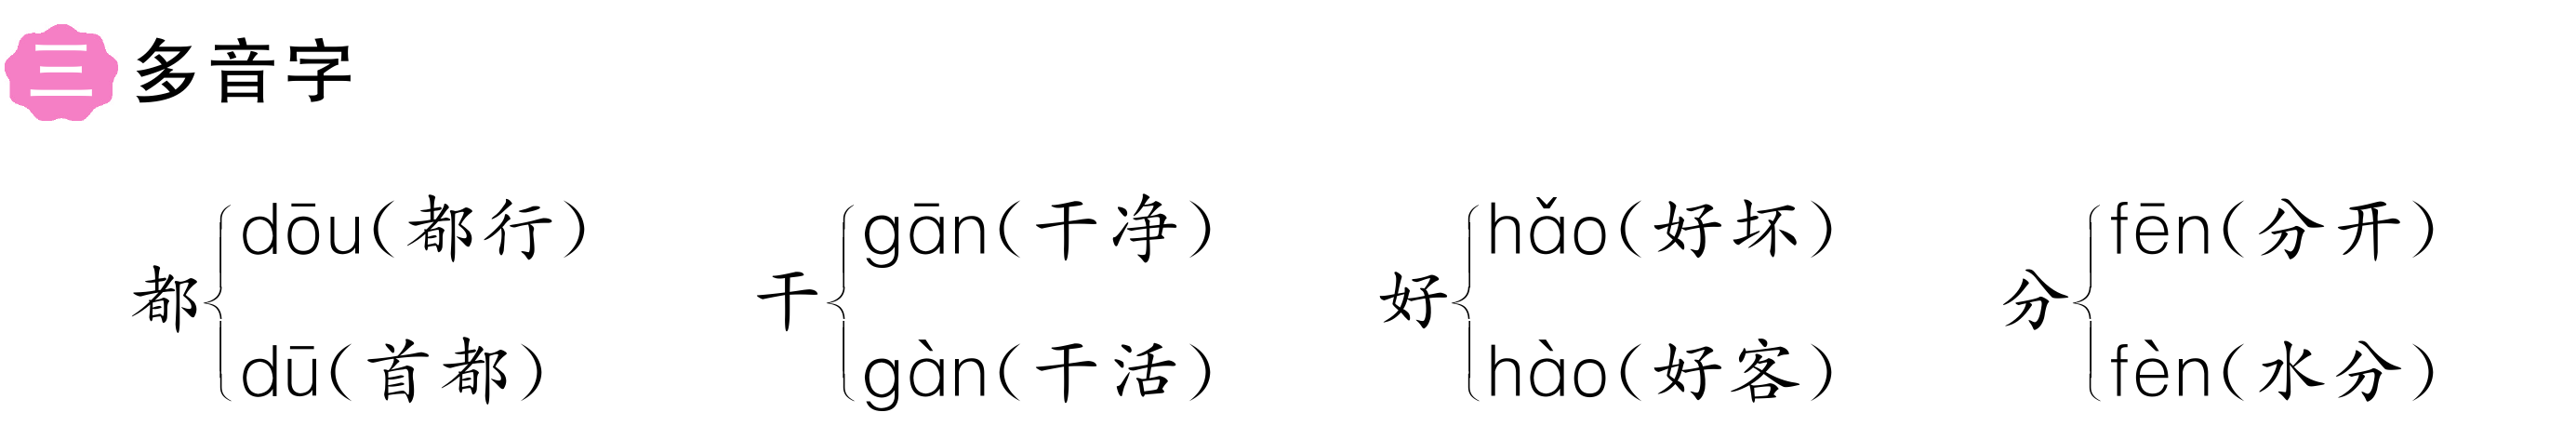 三 多音字
dōu(都行) gān(干净) hǎo(好坏) fēn(分开)
都 干 好 分
dū(首都) gàn(干活) hào(好客) fèn(水分)